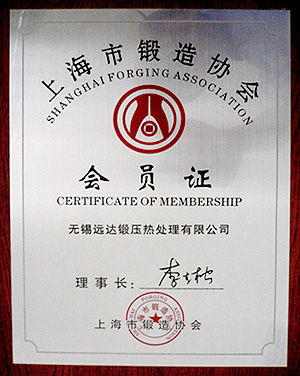 上海市锻造协会
SHANGHAI FORGING ASSOCIATION
会员证
CERTIFICATE OF MEMBERSHIP
无锡远达锻压热处理有限公司
理事长:
上海市锻造协会